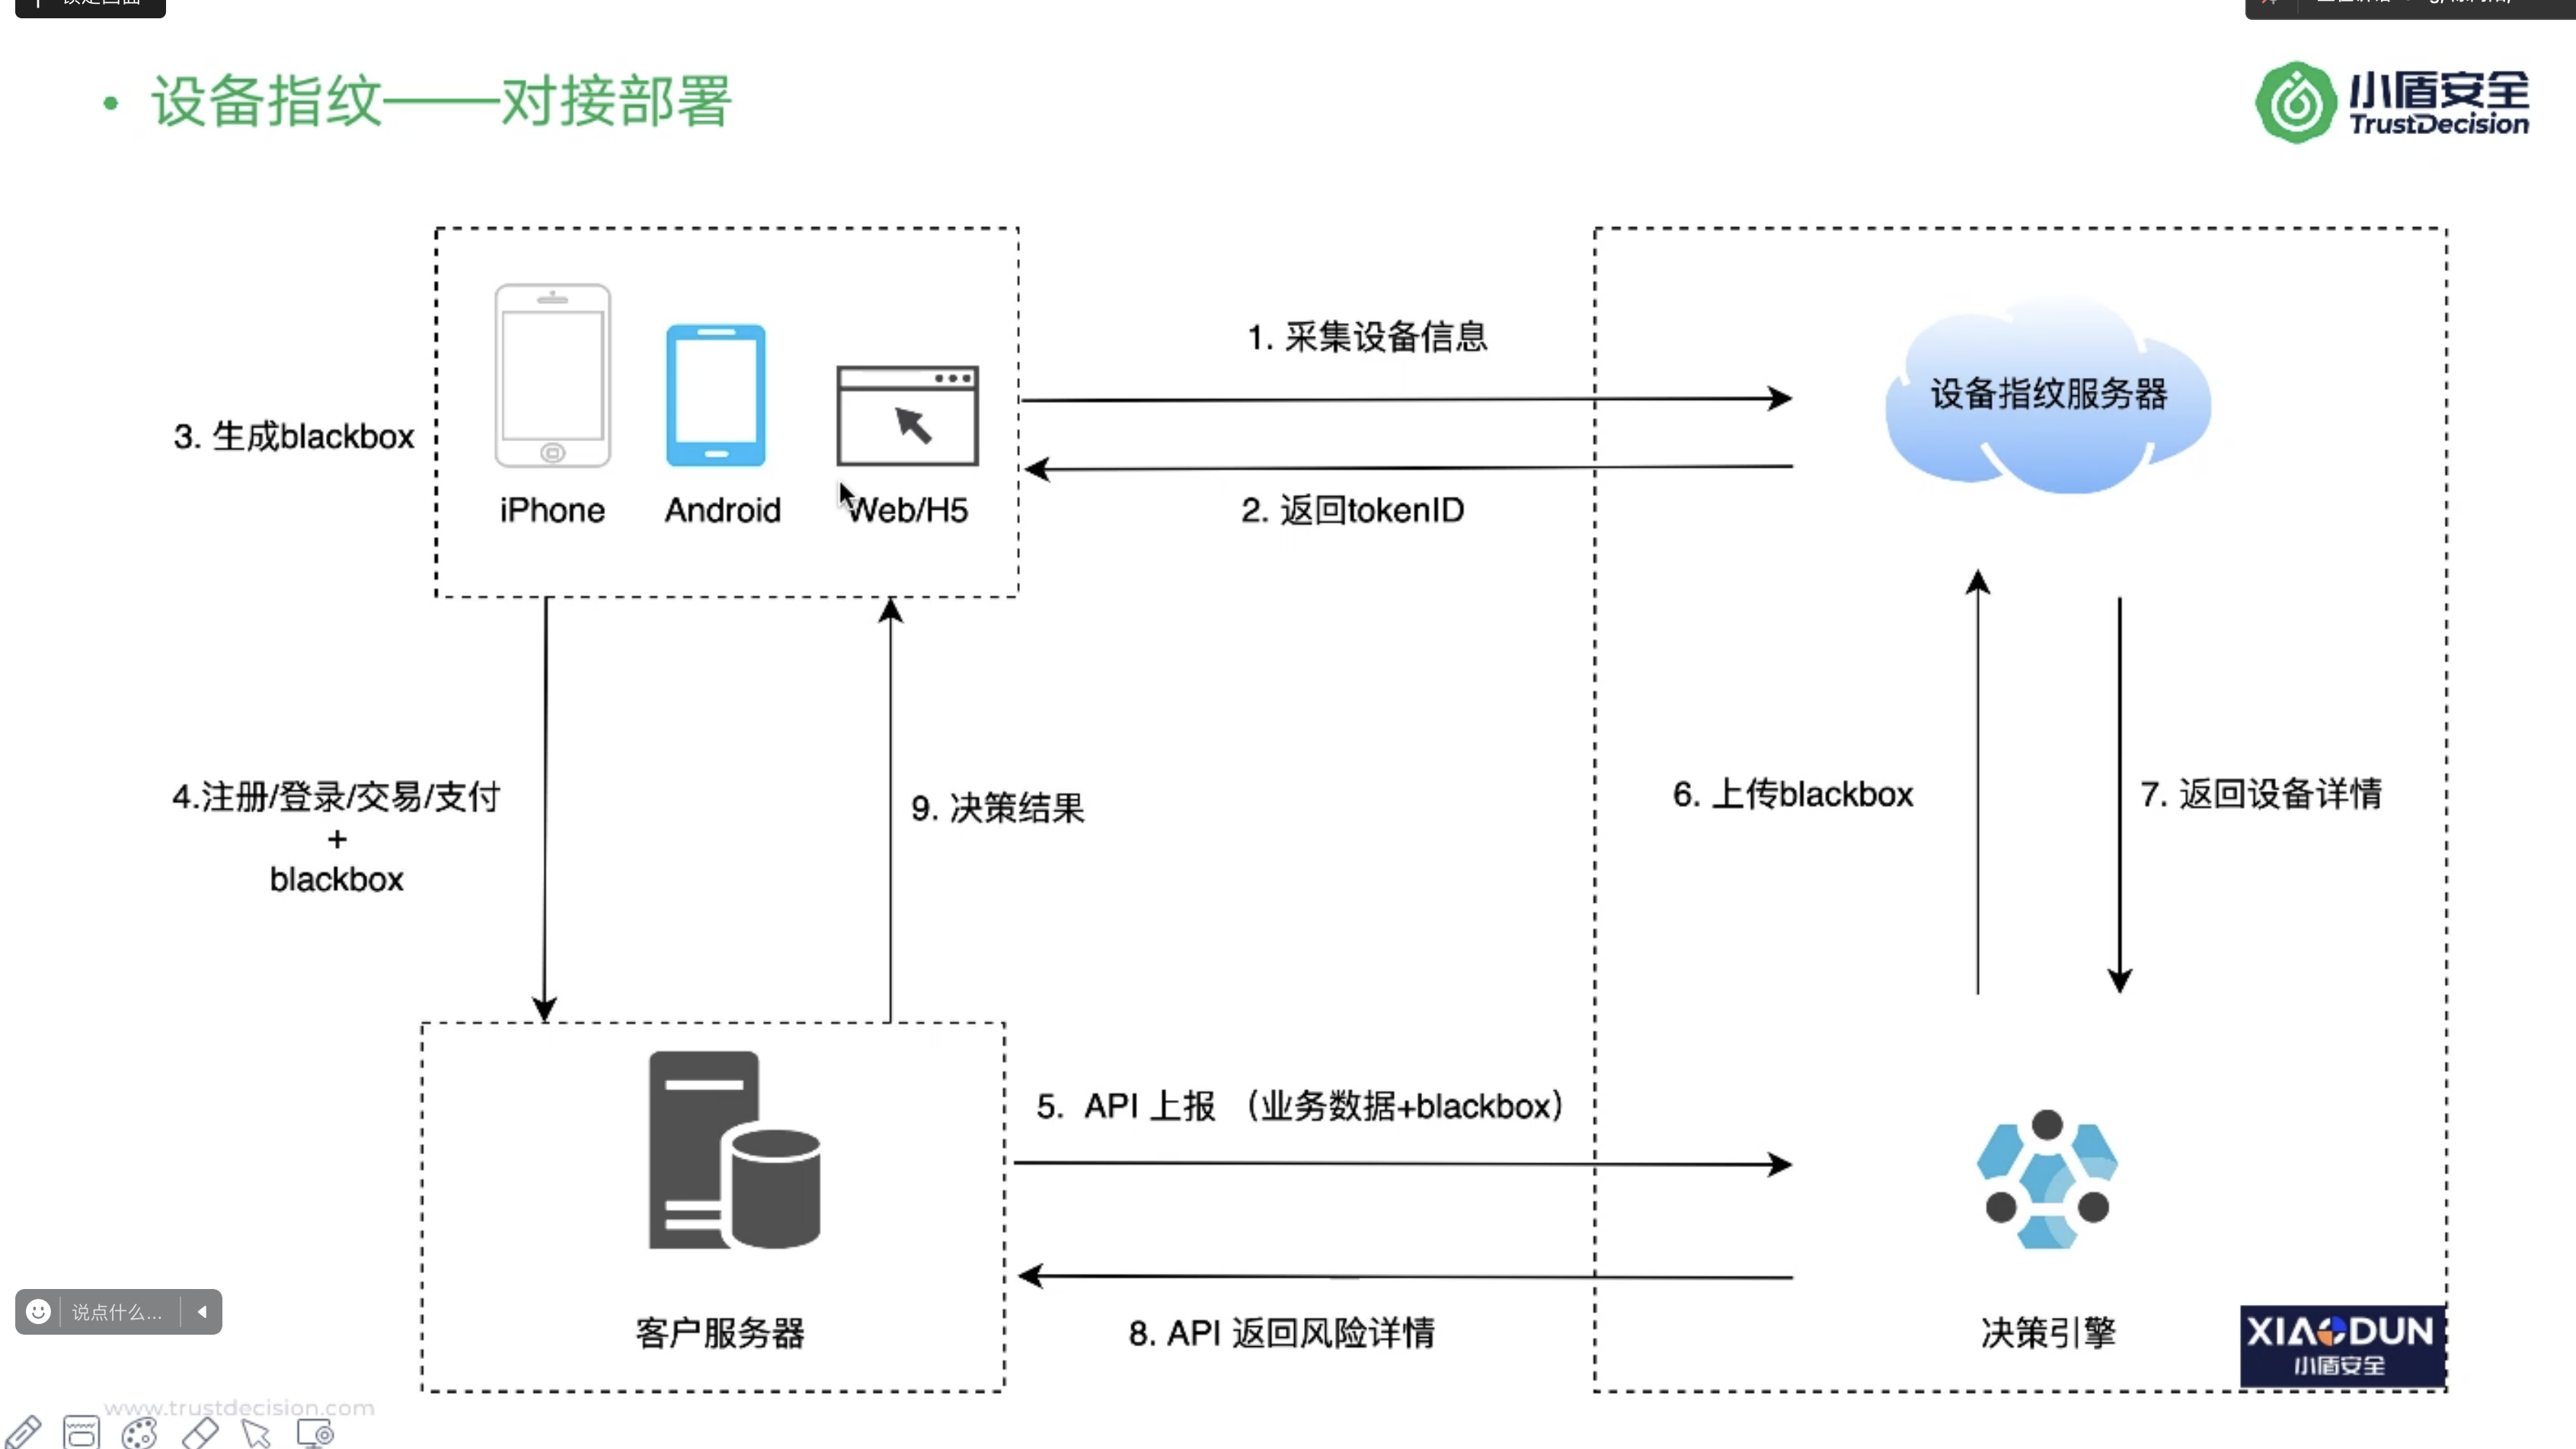 • 设备指纹——对接部署
小盾安全
TrustDecision
1. 采集设备信息
设备指纹服务器
3. 生成blackbox
iPhone
Android
Web/H5
2. 返回tokenID
4.注册/登录/交易/支付
+
blackbox
9. 决策结果
6. 上传blackbox
7. 返回设备详情
5. API 上报 （业务数据+blackbox）
说点什么...
客户服务器
8. API 返回风险详情
决策引擎
XIAODUN
小盾安全
www.trustdecision.com